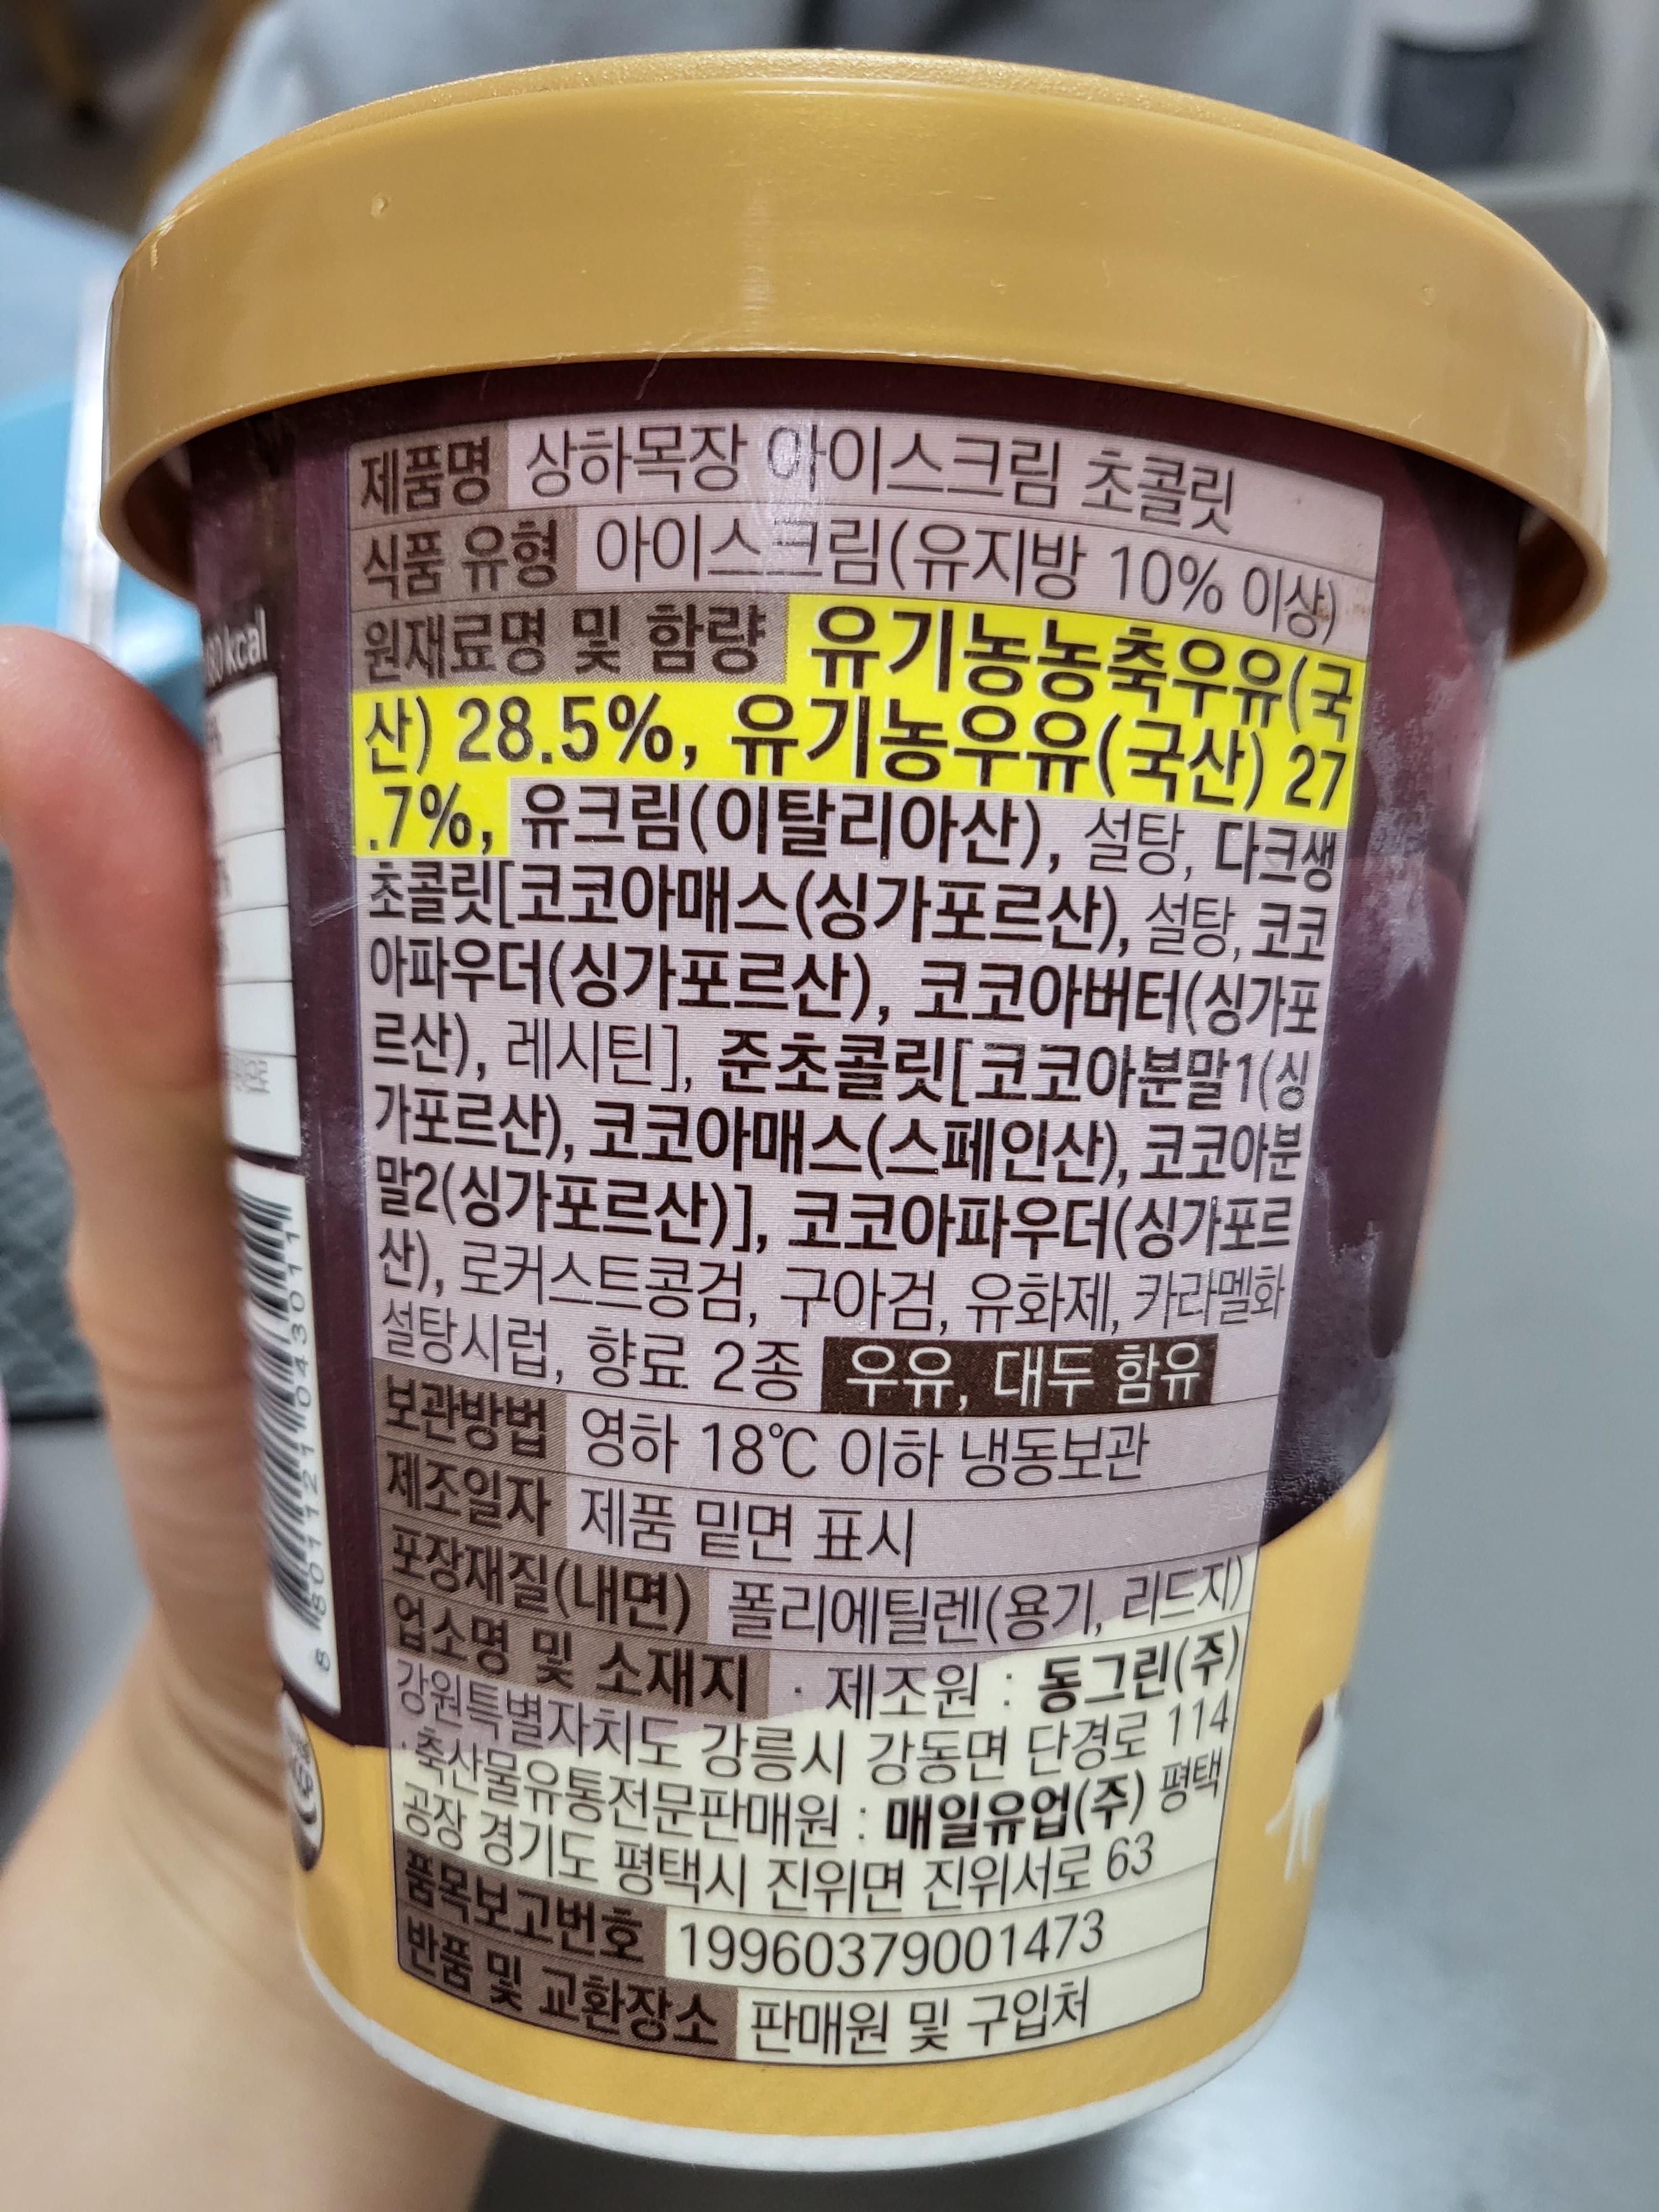 제품명 상하목장 아이스크림 초콜릿
식품 유형 아이스크림(유지방 10% 이상)
원재료명 및 함량 유기농농축우유(국
산) 28.5%, 유기농우유(국산) 27
.7%, 유크림(이탈리아산), 설탕, 다크생
초콜릿[코코아매스(싱가포르산), 설탕, 코코
아파우더(싱가포르산), 코코아버터(싱가포
르산), 레시틴], 준초콜릿[코코아분말1(싱
가포르산), 코코아매스(스페인산), 코코아분
말2(싱가포르산)], 코코아파우더(싱가포르
산), 로커스트콩검, 구아검, 유화제, 카라멜화
설탕시럽, 향료 2종 우유, 대두 함유
보관방법 영하 18℃ 이하 냉동보관
제조일자 제품 밑면 표시
포장재질(내면) 폴리에틸렌(용기, 리드지)
업소명 및 소재지 · 제조원 : 동그린(주)
강원특별자치도 강릉시 강동면 단경로 114
·축산물유통전문판매원 : 매일유업(주) 평택
공장 경기도 평택시 진위면 진위서로 63
품목보고번호 19960379001473
반품 및 교환장소 판매원 및 구입처
kcal
8 801121 043011